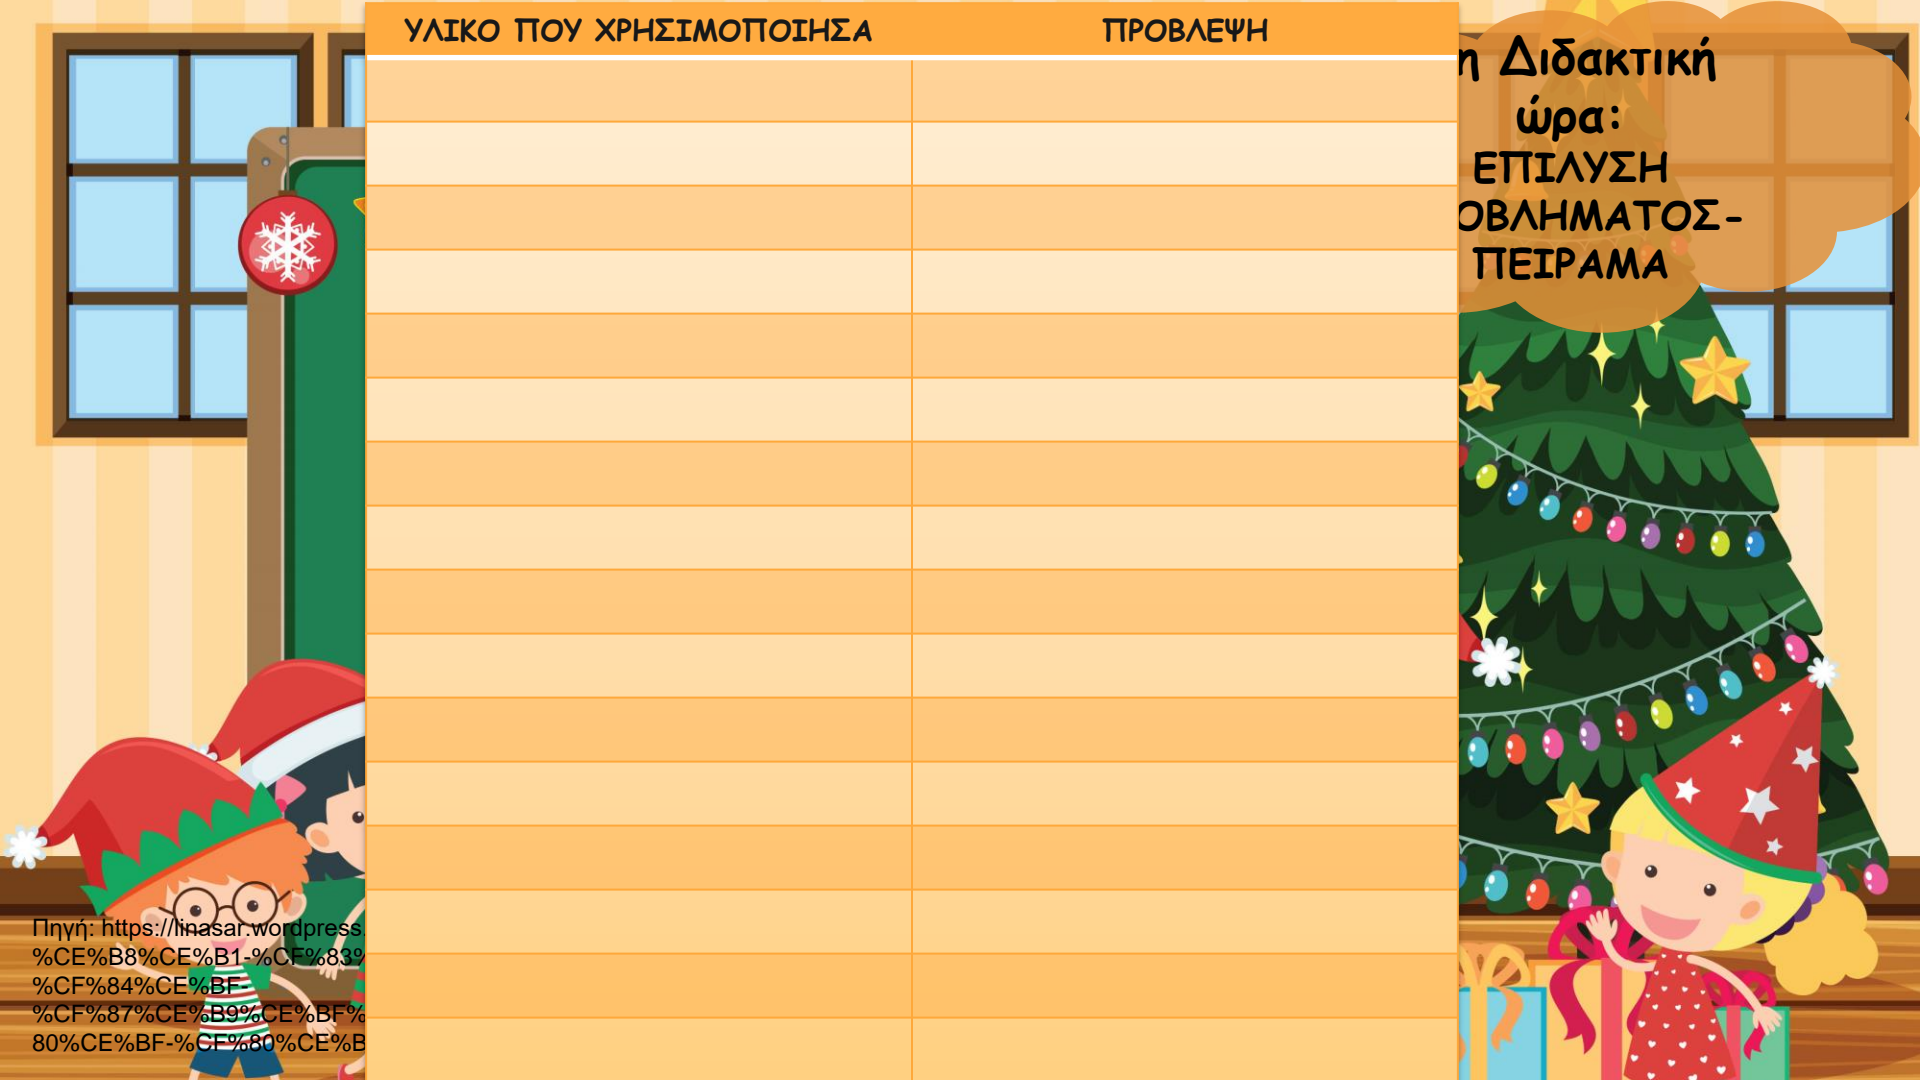 ΥΛΙΚΟ ΠΟΥ ΧΡΗΣΙΜΟΠΟΙΗΣΑ
ΠΡΟΒΛΕΨΗ
η Διδακτική
ώρα:
ΕΠΙΛΥΣΗ
ΟΒΛΗΜΑΤΟΣ-
ΠΕΙΡΑΜΑ
Πηγή: https://linasar.wordpress.
%CE%B8%CE%B1-%CF%83%
%CF%84%CE%BF-
%CF%87%CE%B9%CE%BF%
80%CE%BF-%CF%80%CE%B